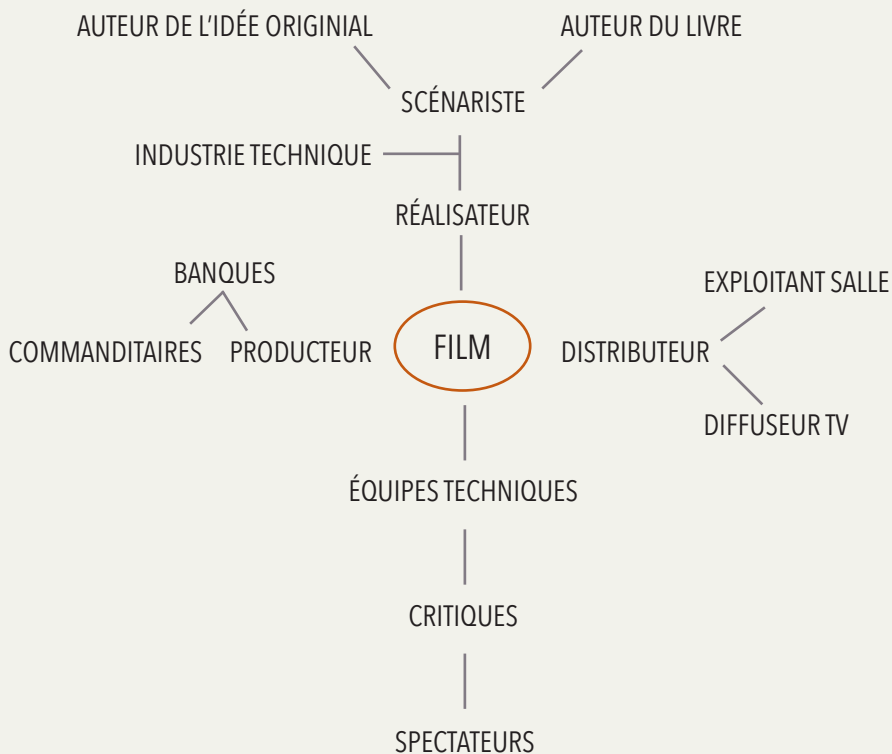 AUTEUR DE L'IDÉE ORIGINIAL
AUTEUR DU LIVRE
SCÉNARISTE
INDUSTRIE TECHNIQUE
RÉALISATEUR
BANQUES
EXPLOITANT SALLE
COMMANDITAIRES
PRODUCTEUR
FILM
DISTRIBUTEUR
DIFFUSEUR TV
ÉQUIPES TECHNIQUES
CRITIQUES
SPECTATEURS